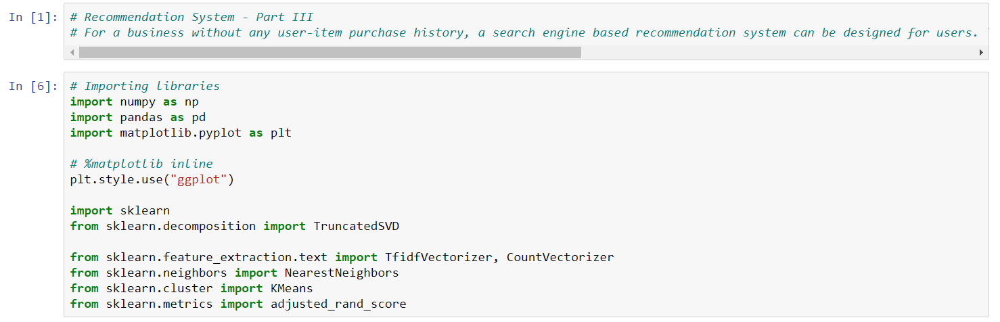 In [1]:
# Recommendation System - Part III
# For a business without any user-item purchase history, a search engine based recommendation system can be designed for users.
In [6]:
# Importing libraries
import numpy as np
import pandas as pd
import matplotlib.pyplot as plt
# %matplotlib inline
plt.style.use("ggplot")
import sklearn
from sklearn.decomposition import TruncatedSVD
from sklearn.feature_extraction.text import TfidfVectorizer, CountVectorizer
from sklearn.neighbors import NearestNeighbors
from sklearn.cluster import KMeans
from sklearn.metrics import adjusted_rand_score